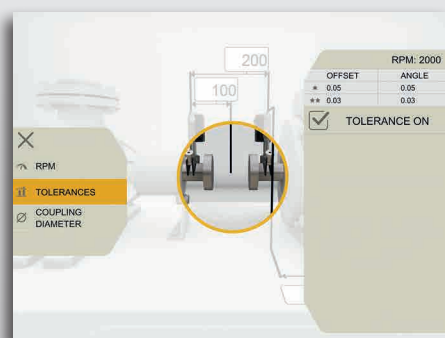 200
100
RPM
TOLERANCES
COUPLING
DIAMETER
RPM: 2000
OFFSET ANGLE
* 0.05 0.05
** 0.03 0.03
TOLERANCE ON